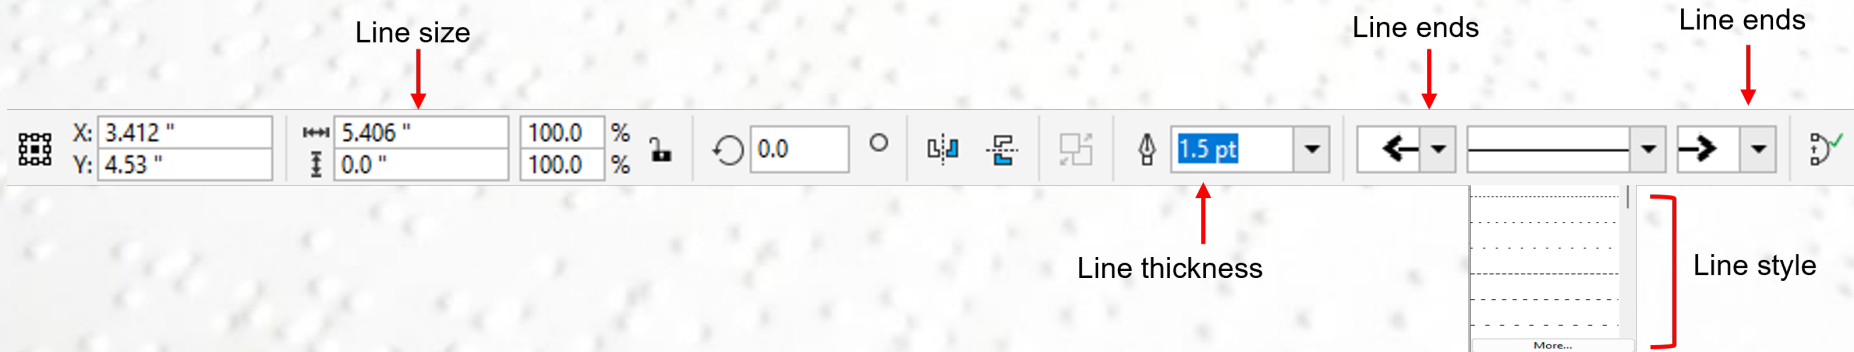 Line size
Line ends
Line ends
X: 3.412 " 5.406 " 100.0 % 0.0 1.5 pt
Y: 4.53 " 0.0 " 100.0 %
Line thickness
Line style
More...